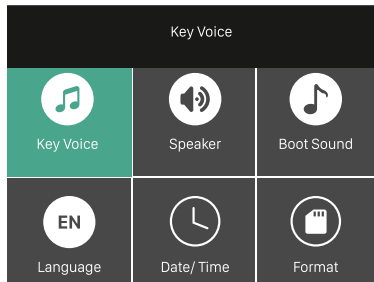 Key Voice
Key Voice
Speaker
Boot Sound
EN
Language
Date/ Time
Format